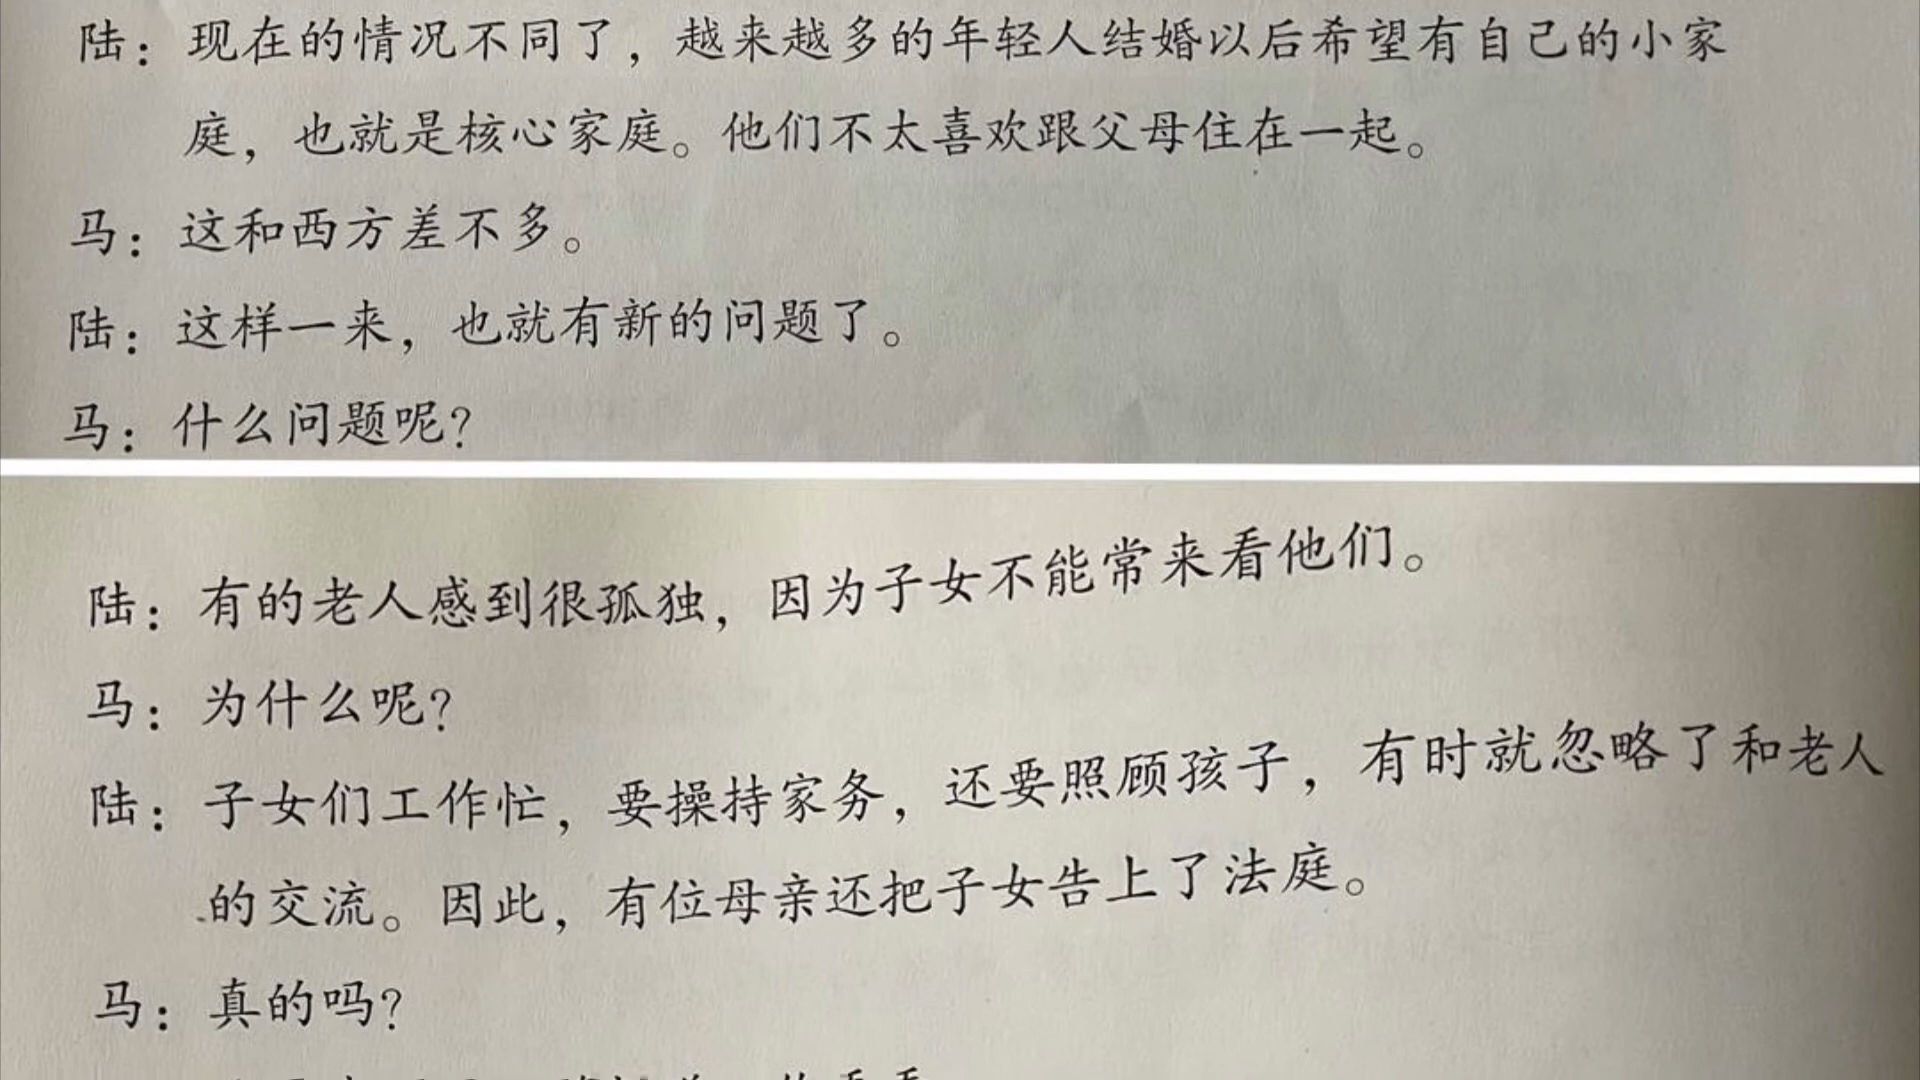 陆：现在的情况不同了，越来越多的年轻人结婚以后希望有自己的小家
庭，也就是核心家庭。他们不太喜欢跟父母住在一起。
马：这和西方差不多。
陆：这样一来，也就有新的问题了。
马：什么问题呢？
陆：有的老人感到很孤独，因为子女不能常来看他们。
马：为什么呢？
陆：子女们工作忙，要操持家务，还要照顾孩子，有时就忽略了和老人
的交流。因此，有位母亲还把子女告上了法庭。
马：真的吗？